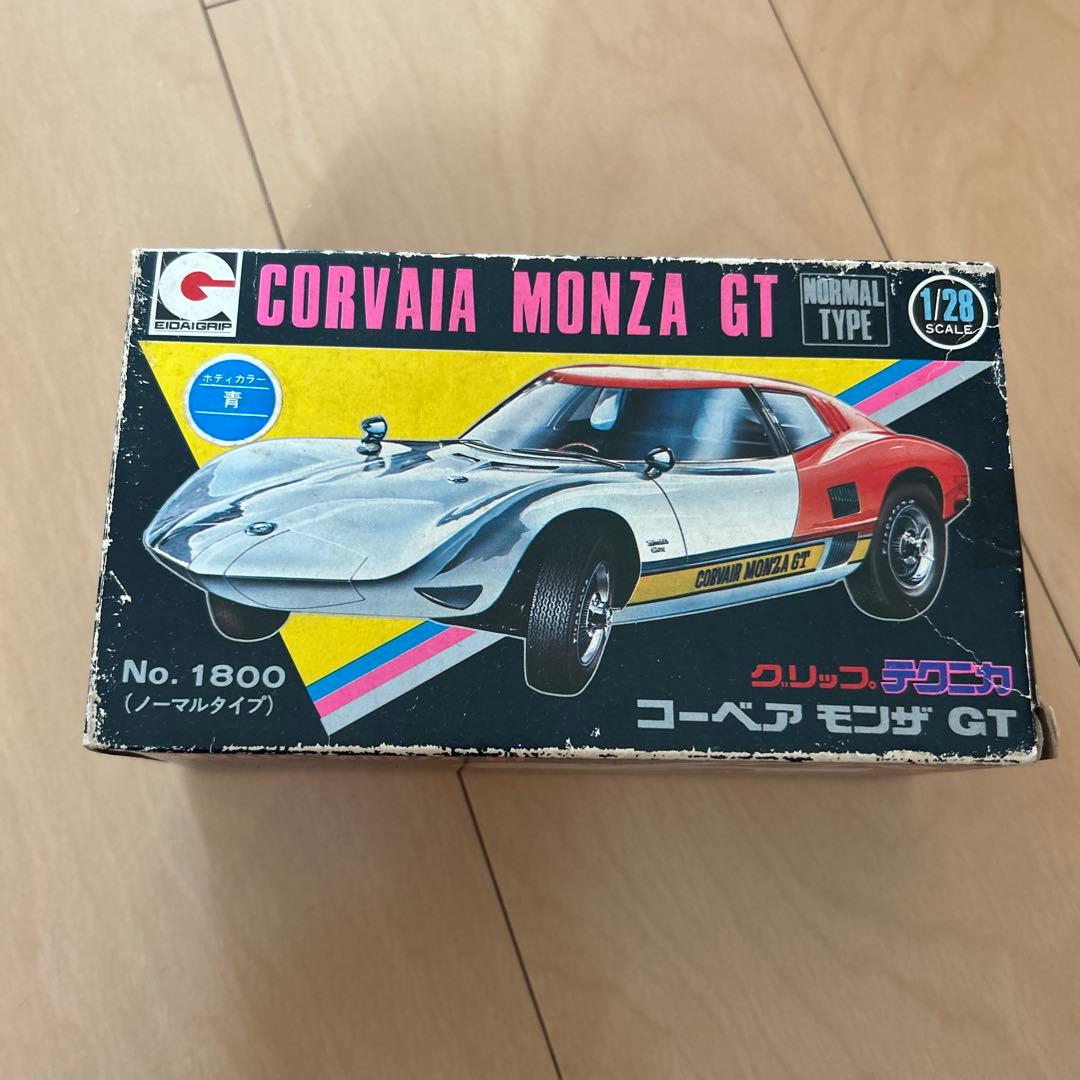 EIDAIGRIP
CORVAIA MONZA GT
NORMAL
TYPE
1/28
SCALE
ボディカラー
青
CORVAIR MONZA GT
No. 1800
(ノーマルタイプ)
グリップ テクニカ
コーベア モンザ GT